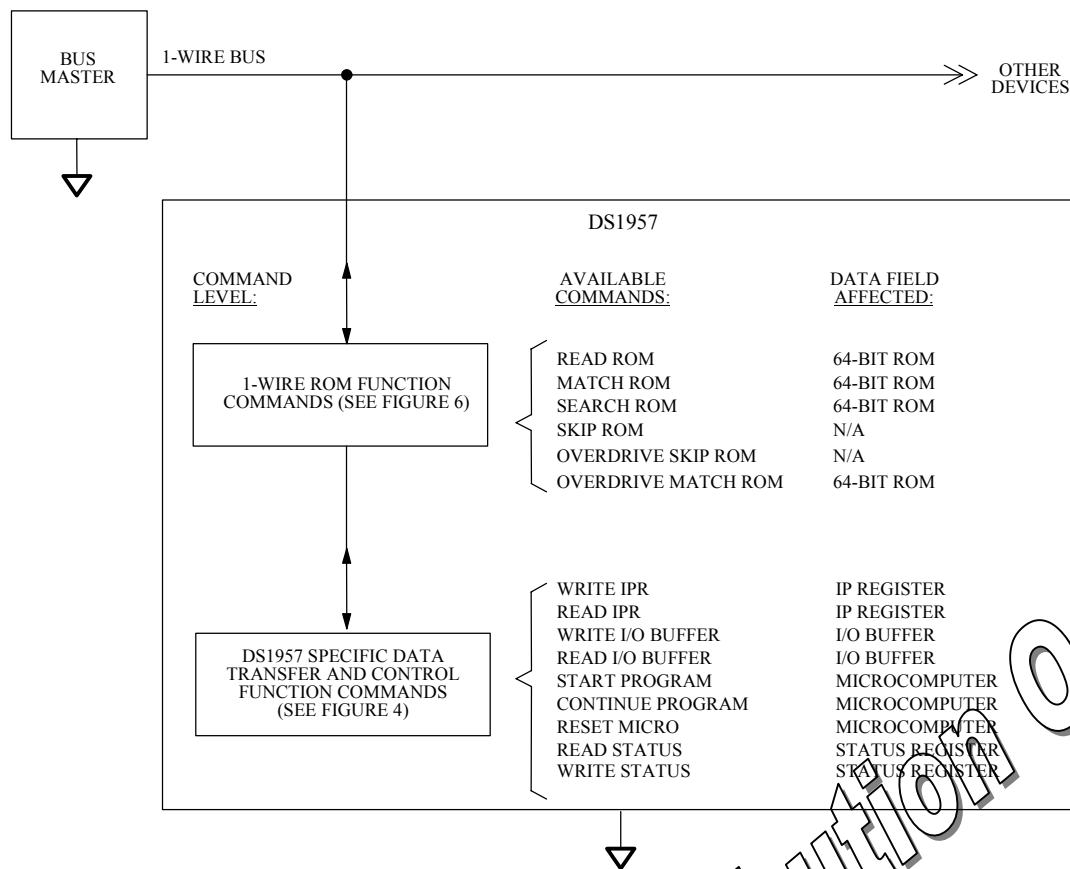 BUS
MASTER
1-WIRE BUS
OTHER
DEVICES
DS1957
COMMAND
LEVEL:
AVAILABLE
COMMANDS:
DATA FIELD
AFFECTED:
1-WIRE ROM FUNCTION
COMMANDS (SEE FIGURE 6)
READ ROM 64-BIT ROM
MATCH ROM 64-BIT ROM
SEARCH ROM 64-BIT ROM
SKIP ROM N/A
OVERDRIVE SKIP ROM N/A
OVERDRIVE MATCH ROM 64-BIT ROM
DS1957 SPECIFIC DATA
TRANSFER AND CONTROL
FUNCTION COMMANDS
(SEE FIGURE 4)
WRITE IPR IP REGISTER
READ IPR IP REGISTER
WRITE I/O BUFFER I/O BUFFER
READ I/O BUFFER I/O BUFFER
START PROGRAM MICROCOMPUTER
CONTINUE PROGRAM MICROCOMPUTER
RESET MICRO MICROCOMPUTER
READ STATUS STATUS REGISTER
WRITE STATUS STATUS REGISTER